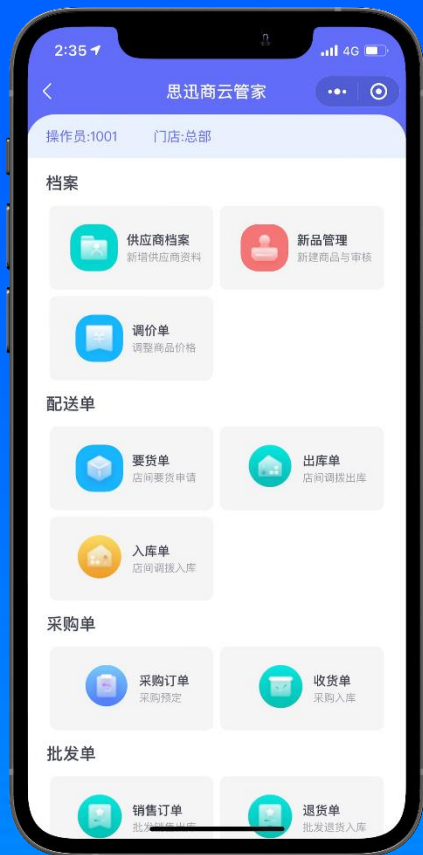 2:35
4G
思迅商云管家
操作员:1001 门店:总部
档案
供应商档案
新增供应商资料
新品管理
新建商品与审核
调价单
调整商品价格
配送单
要货单
店间要货申请
出库单
店间调拨出库
入库单
店间调拨入库
采购单
采购订单
采购预定
收货单
采购入库
批发单
销售订单
批发销售出库
退货单
批发退货入库